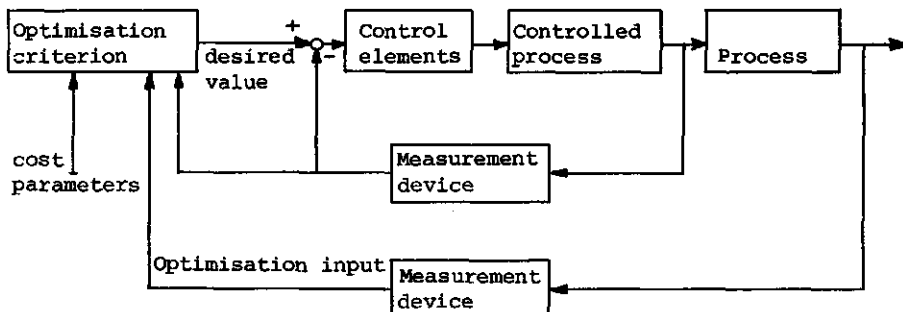 Optimisation
criterion
+
desired
value
-
Control
elements
Controlled
process
Process
cost
parameters
Measurement
device
Optimisation input
Measurement
device